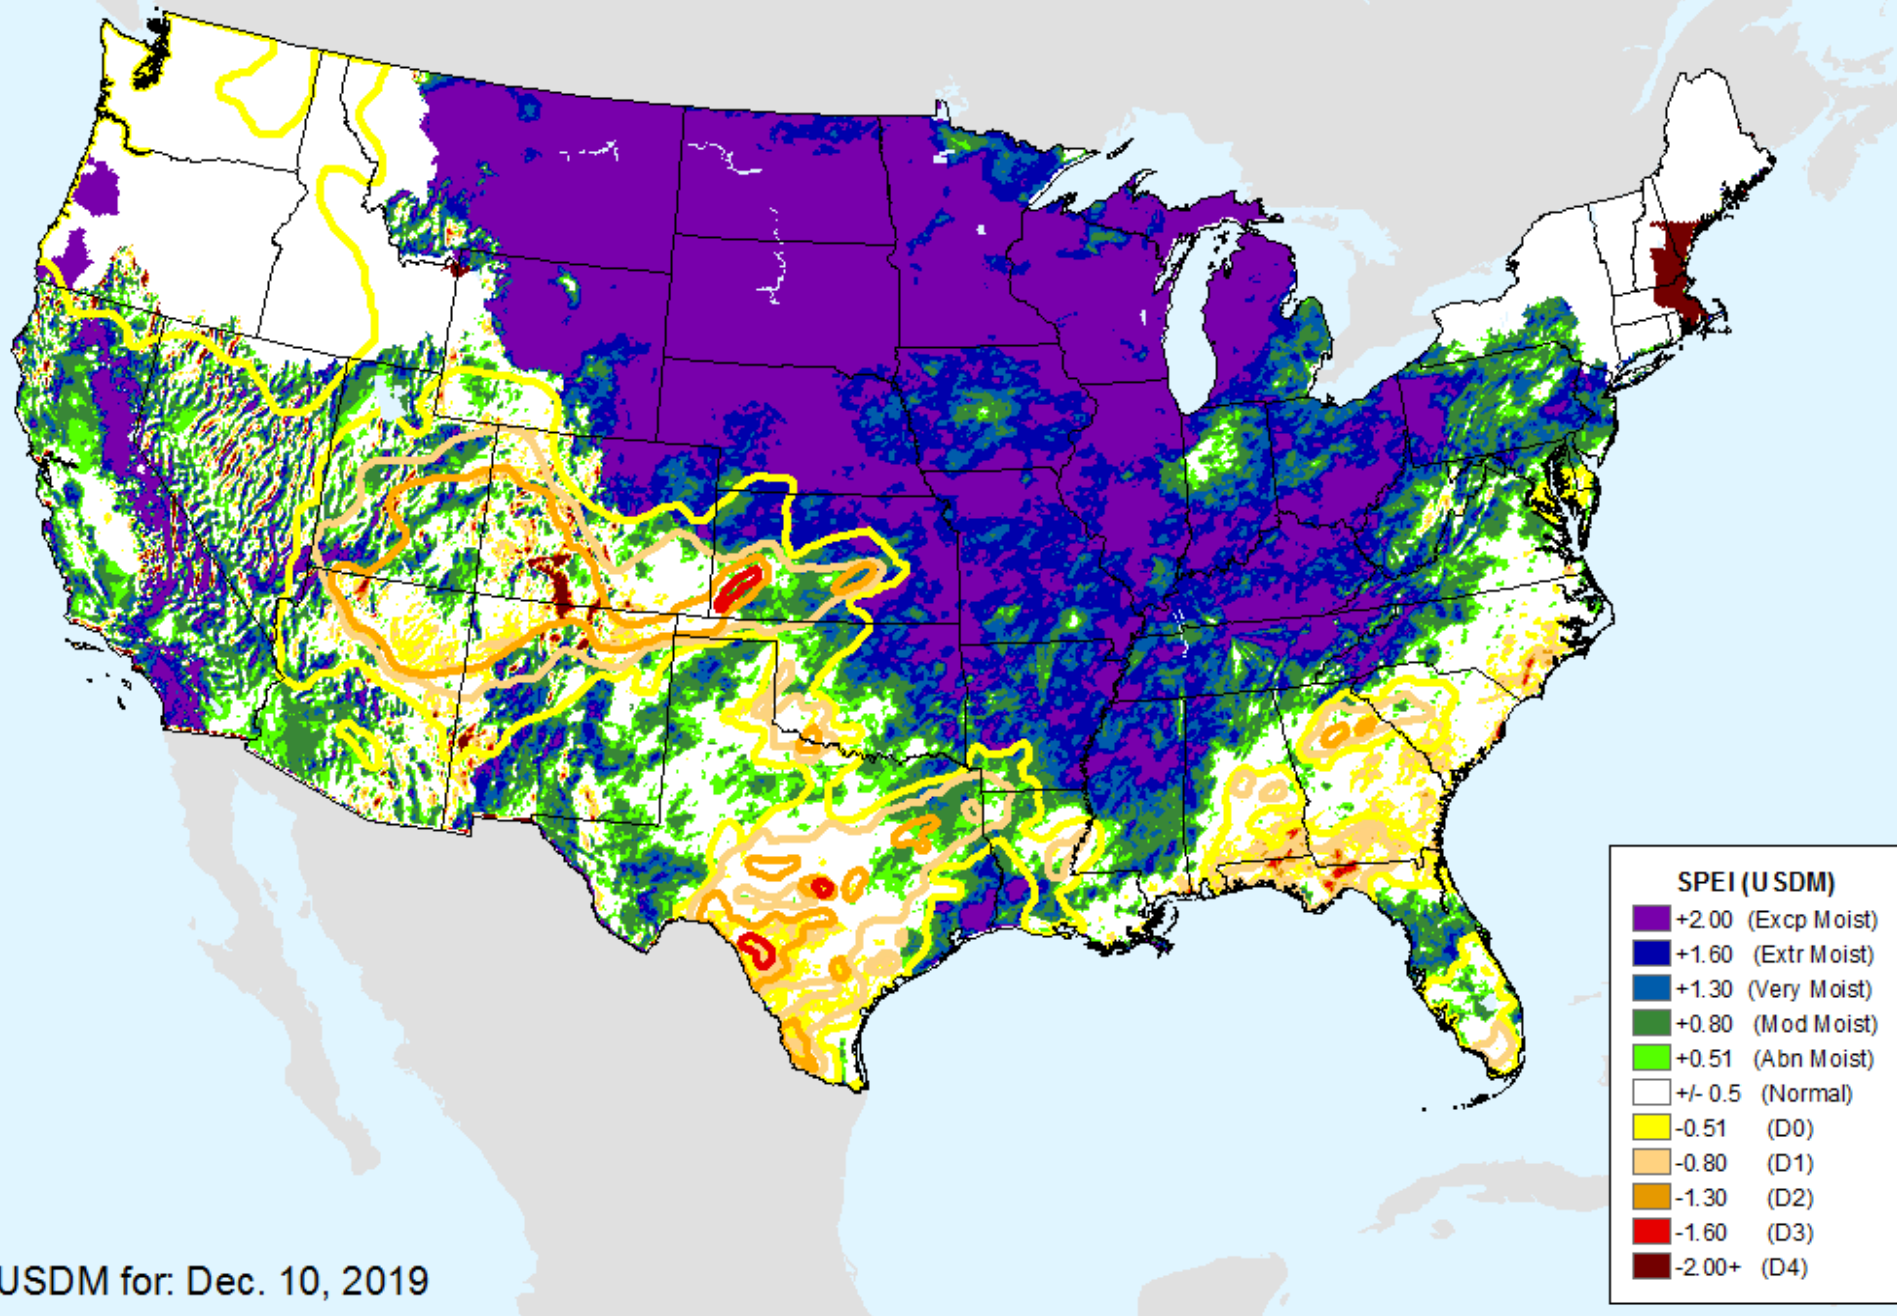 SPEI (USDM)
+2.00 (Excp Moist)
+1.60 (Extr Moist)
+1.30 (Very Moist)
+0.80 (Mod Moist)
+0.51 (Abn Moist)
+/- 0.5 (Normal)
-0.51 (D0)
-0.80 (D1)
-1.30 (D2)
-1.60 (D3)
-2.00+ (D4)
USDM for: Dec. 10, 2019